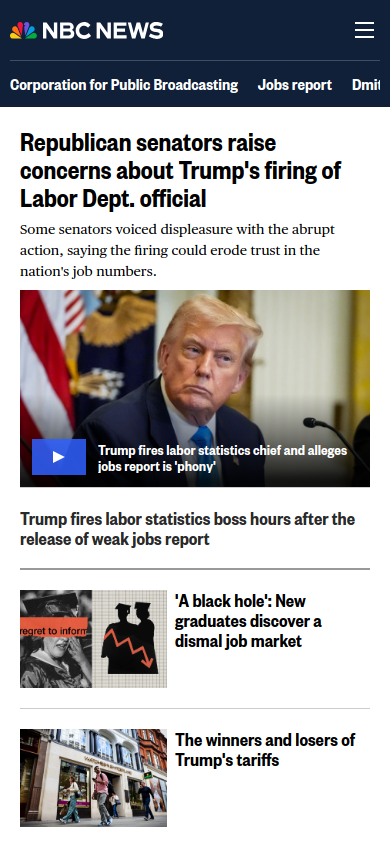 NBC NEWS
Corporation for Public Broadcasting Jobs report Dmit
Republican senators raise
concerns about Trump's firing of
Labor Dept. official
Some senators voiced displeasure with the abrupt
action, saying the firing could erode trust in the
nation's job numbers.
Trump fires labor statistics chief and alleges
jobs report is 'phony'
Trump fires labor statistics boss hours after the
release of weak jobs report
regret to inform
'A black hole': New
graduates discover a
dismal job market
The winners and losers of
Trump's tariffs